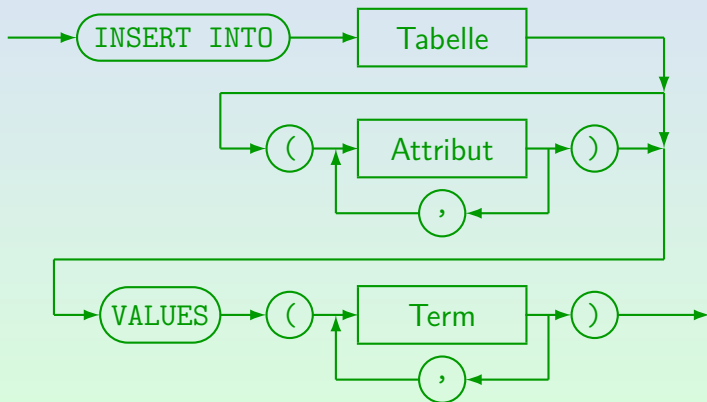 INSERT INTO Tabelle
( Attribut )
,
VALUES ( Term )
,